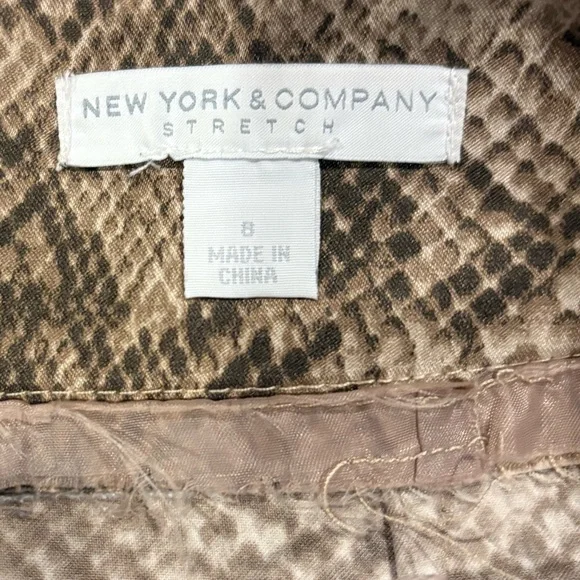 NEW YORK & COMPANY
STRETCH
8
MADE IN
CHINA